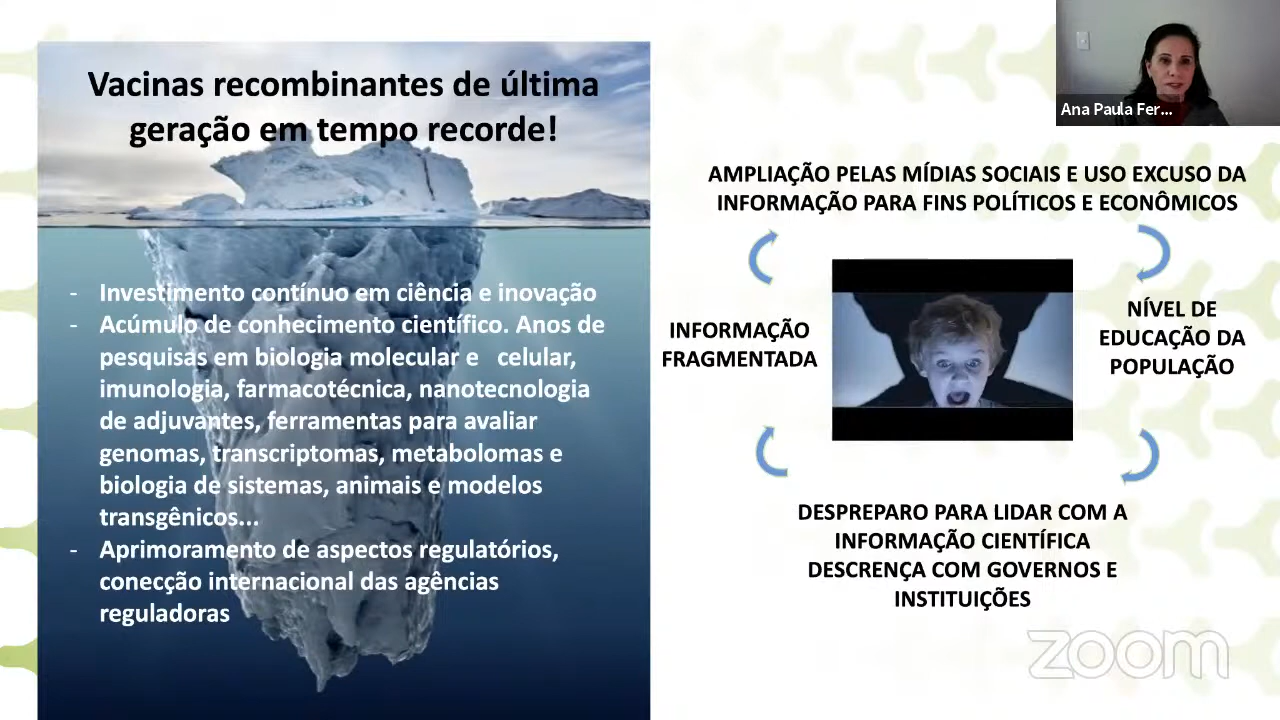 Vacinas recombinantes de última
geração em tempo recorde!
- Investimento contínuo em ciência e inovação
- Acúmulo de conhecimento científico. Anos de
pesquisas em biologia molecular e celular,
imunologia, farmacotécnica, nanotecnologia
de adjuvantes, ferramentas para avaliar
genomas, transcriptomas, metabolomas e
biologia de sistemas, animais e modelos
transgênicos...
- Aprimoramento de aspectos regulatórios,
conecção internacional das agências
reguladoras
Ana Paula Fer...
AMPLIAÇÃO PELAS MÍDIAS SOCIAIS E USO EXCUSO DA
INFORMAÇÃO PARA FINS POLÍTICOS E ECONÔMICOS
INFORMAÇÃO
FRAGMENTADA
NÍVEL DE
EDUCAÇÃO DA
POPULAÇÃO
DESPREPARO PARA LIDAR COM A
INFORMAÇÃO CIENTÍFICA
DESCRENÇA COM GOVERNOS E
INSTITUIÇÕES
zoom